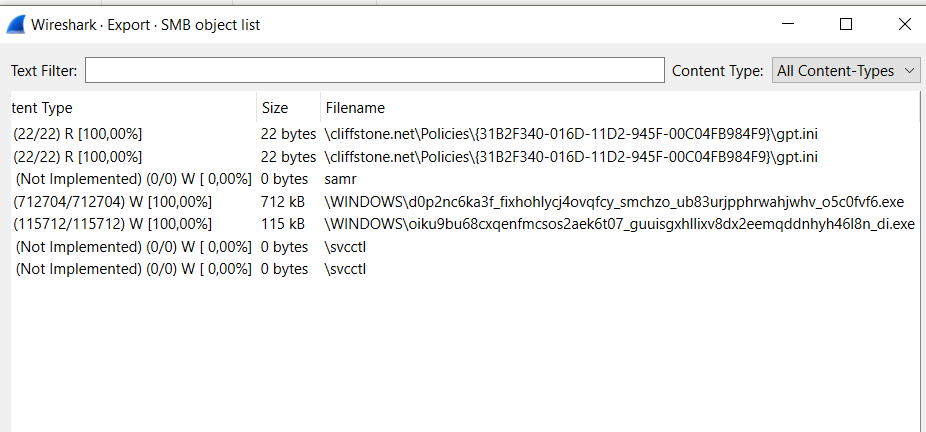 Wireshark · Export · SMB object list
Text Filter: Content Type: All Content-Types
tent Type Size Filename
(22/22) R [100,00%] 22 bytes \cliffstone.net\Policies\{31B2F340-016D-11D2-945F-00C04FB984F9}\gpt.ini
(22/22) R [100,00%] 22 bytes \cliffstone.net\Policies\{31B2F340-016D-11D2-945F-00C04FB984F9}\gpt.ini
(Not Implemented) (0/0) W [ 0,00%] 0 bytes samr
(712704/712704) W [100,00%] 712 kB \WINDOWS\d0p2nc6ka3f_fixhohlycj4ovqfcy_smchzo_ub83urjpphrwahjwhv_o5c0fvf6.exe
(115712/115712) W [100,00%] 115 kB \WINDOWS\oiku9bu68cxqenfmcsos2aek6t07_guuisgxhllixv8dx2eemqddnhyh46l8n_di.exe
(Not Implemented) (0/0) W [ 0,00%] 0 bytes \svcctl
(Not Implemented) (0/0) W [ 0,00%] 0 bytes \svcctl